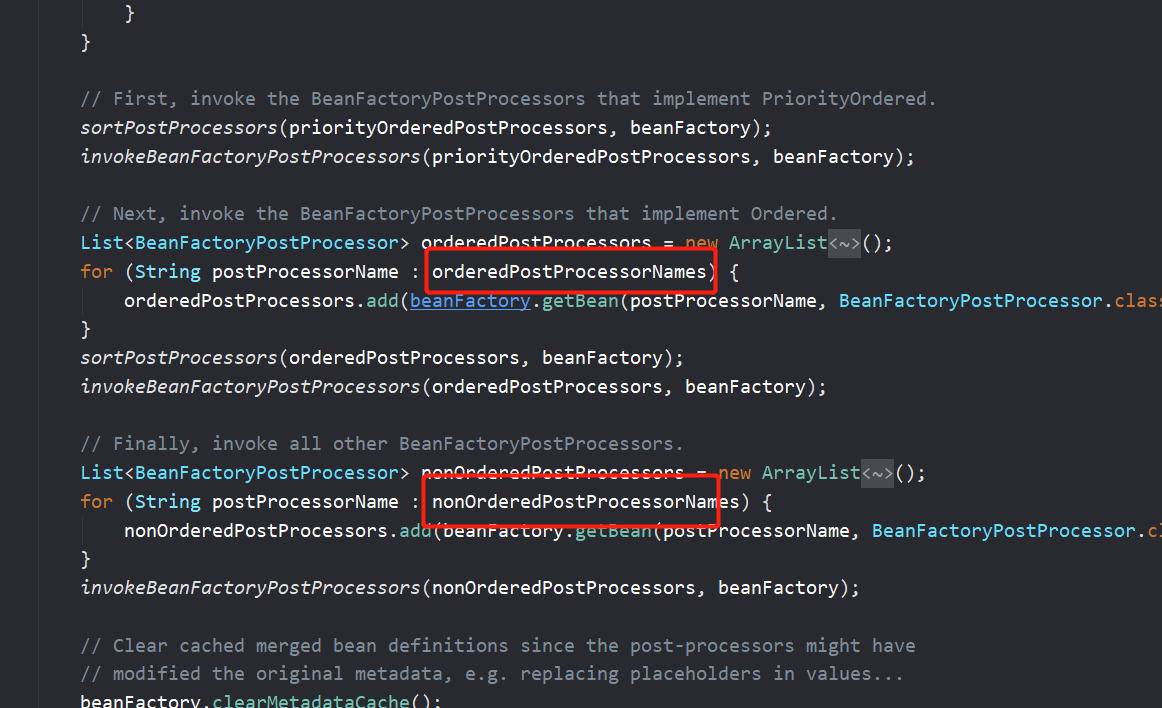 }
}
// First, invoke the BeanFactoryPostProcessors that implement PriorityOrdered.
sortPostProcessors(priorityOrderedPostProcessors, beanFactory);
invokeBeanFactoryPostProcessors(priorityOrderedPostProcessors, beanFactory);
// Next, invoke the BeanFactoryPostProcessors that implement Ordered.
List<BeanFactoryPostProcessor> orderedPostProcessors = new ArrayList<~>();
for (String postProcessorName : orderedPostProcessorNames) {
orderedPostProcessors.add(beanFactory.getBean(postProcessorName, BeanFactoryPostProcessor.class
}
sortPostProcessors(orderedPostProcessors, beanFactory);
invokeBeanFactoryPostProcessors(orderedPostProcessors, beanFactory);
// Finally, invoke all other BeanFactoryPostProcessors.
List<BeanFactoryPostProcessor> nonOrderedPostProcessors = new ArrayList<~>();
for (String postProcessorName : nonOrderedPostProcessorNames) {
nonOrderedPostProcessors.add(beanFactory.getBean(postProcessorName, BeanFactoryPostProcessor.cl
}
invokeBeanFactoryPostProcessors(nonOrderedPostProcessors, beanFactory);
// Clear cached merged bean definitions since the post-processors might have
// modified the original metadata, e.g. replacing placeholders in values...
beanFactory.clearMetadataCache();